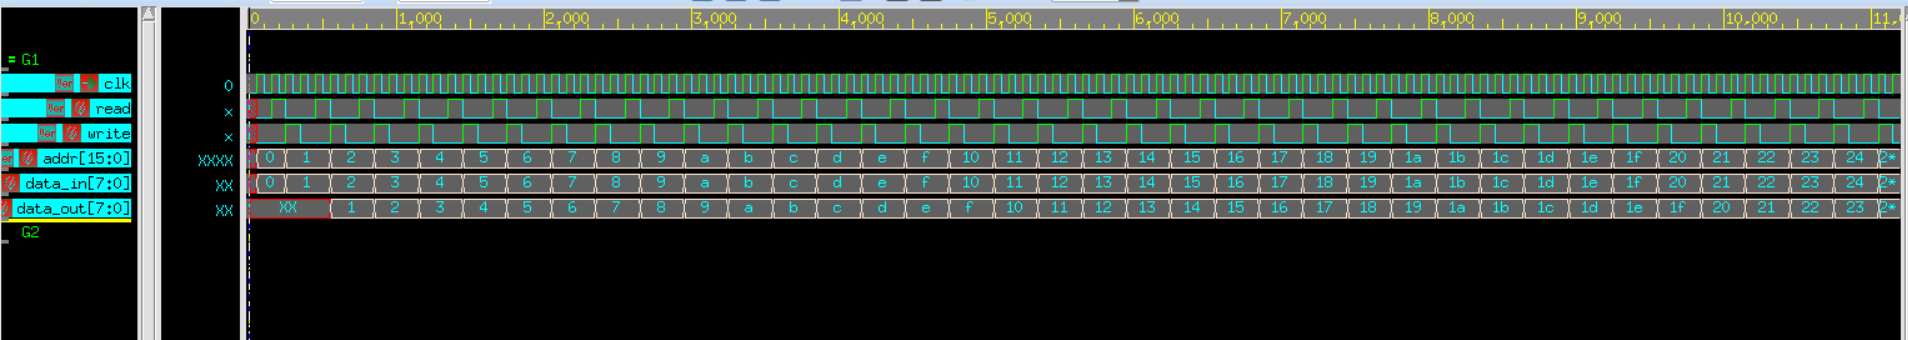 0 1,000 2,000 3,000 4,000 5,000 6,000 7,000 8,000 9,000 10,000 11,
= G1
Ver clk 0
Ver read x
Ver write x
er addr[15:0] XXXX 0 1 2 3 4 5 6 7 8 9 a b c d e f 10 11 12 13 14 15 16 17 18 19 1a 1b 1c 1d 1e 1f 20 21 22 23 24 2*
data_in[7:0] XX 0 1 2 3 4 5 6 7 8 9 a b c d e f 10 11 12 13 14 15 16 17 18 19 1a 1b 1c 1d 1e 1f 20 21 22 23 24 2*
data_out[7:0] XX XX 1 2 3 4 5 6 7 8 9 a b c d e f 10 11 12 13 14 15 16 17 18 19 1a 1b 1c 1d 1e 1f 20 21 22 23 2*
G2